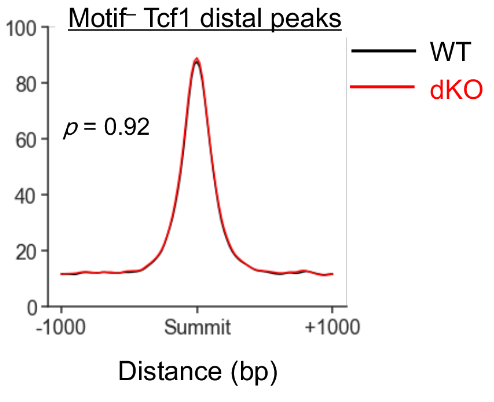 Motif– Tcf1 distal peaks
100
80
60
40
20
0
p = 0.92
WT
dKO
-1000 Summit +1000
Distance (bp)